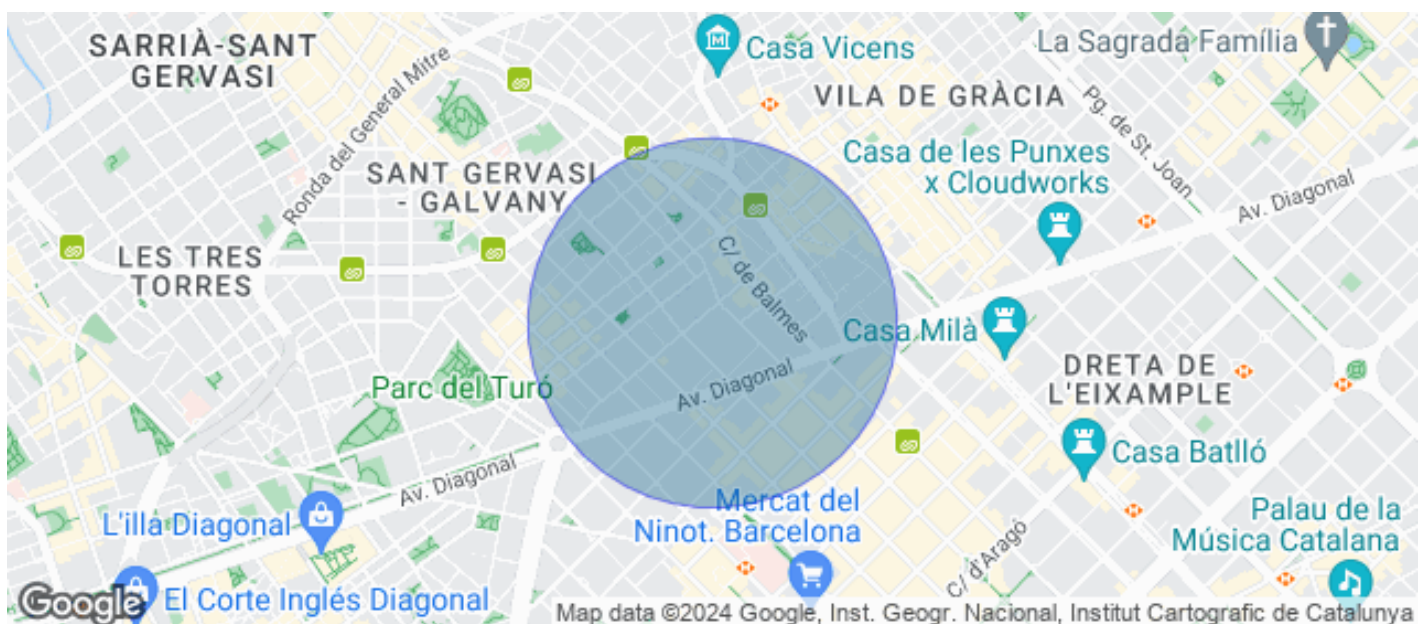 SARRIÀ-SANT
GERVASI
Ronda del General Mitre
Casa Vicens
La Sagrada Família
VILA DE GRÀCIA
Pg. de St. Joan
SANT GERVASI
- GALVANY
Casa de les Punxes
x Cloudworks
Av. Diagonal
LES TRES
TORRES
C/ de Balmes
Casa Milà
DRETA DE
L'EIXAMPLE
Parc del Turó
Av. Diagonal
Casa Batlló
Av. Diagonal
L'illa Diagonal
Mercat del
Ninot. Barcelona
C/ d'Aragó
Palau de la
Música Catalana
El Corte Inglés Diagonal
Google
Map data ©2024 Google, Inst. Geogr. Nacional, Institut Cartografic de Catalunya